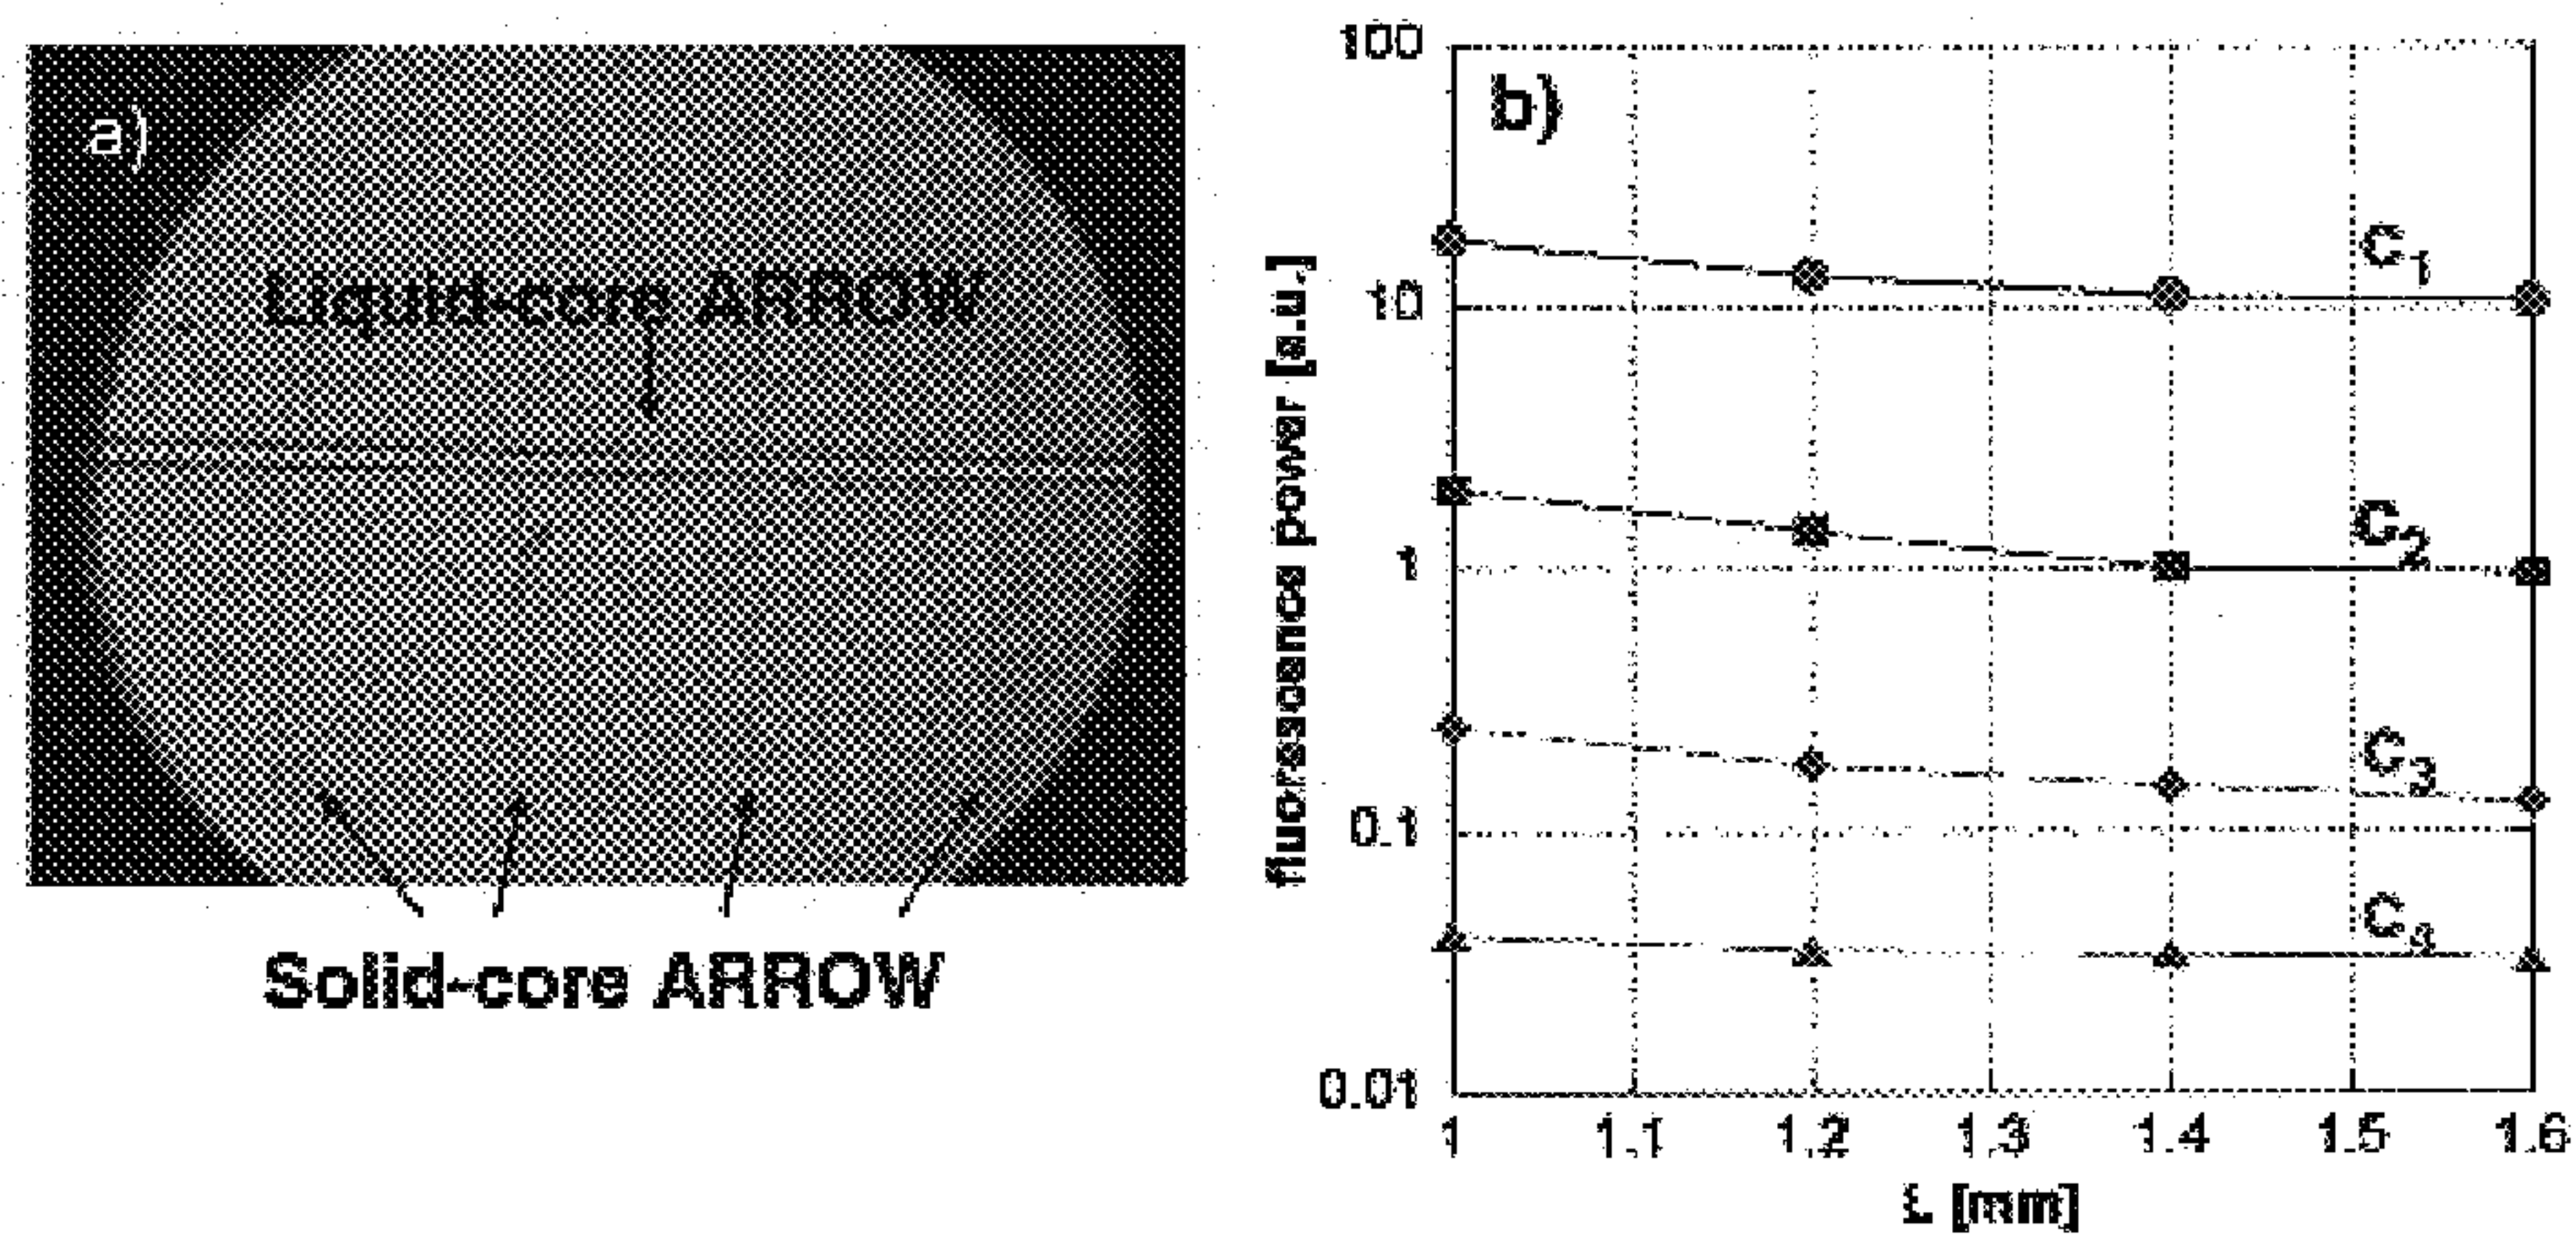 a)
Liquid-core ARROW
Solid-core ARROW
b)
fluorescence power [a.u.]
100
10
1
0.1
0.01
C1
C2
C3
C4
1 1.1 1.2 1.3 1.4 1.5 1.6
L [mm]